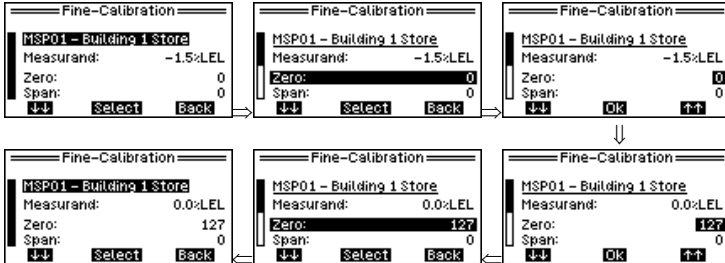 Fine-Calibration
MSP01 - Building 1 Store
Measurand: -1.5%LEL
Zero: 0
Span: 0
↓↓ Select Back
⇒
Fine-Calibration
MSP01 - Building 1 Store
Measurand: -1.5%LEL
Zero: 0
Span: 0
↓↓ Select Back
⇒
Fine-Calibration
MSP01 - Building 1 Store
Measurand: -1.5%LEL
Zero: 0
Span: 0
↓↓ Ok ↑↑
⇓
Fine-Calibration
MSP01 - Building 1 Store
Measurand: 0.0%LEL
Zero: 127
Span: 0
↓↓ Select Back
⇐
Fine-Calibration
MSP01 - Building 1 Store
Measurand: 0.0%LEL
Zero: 127
Span: 0
↓↓ Select Back
⇐
Fine-Calibration
MSP01 - Building 1 Store
Measurand: 0.0%LEL
Zero: 127
Span: 0
↓↓ Ok ↑↑